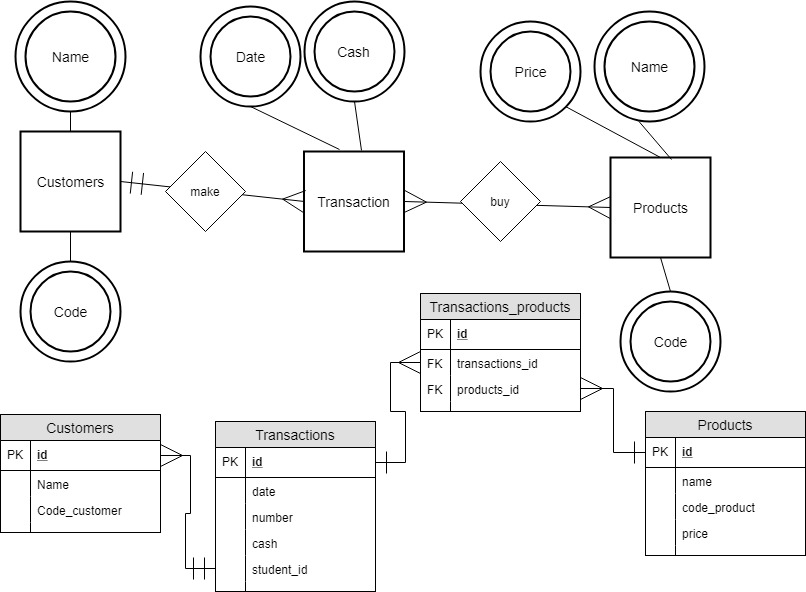 Name
Date
Cash
Price
Name
Customers
make
Transaction
buy
Products
Code
Code
Transactions_products
PK id
FK transactions_id
FK products_id
Customers
PK id
Name
Code_customer
Transactions
PK id
date
number
cash
student_id
Products
PK id
name
code_product
price